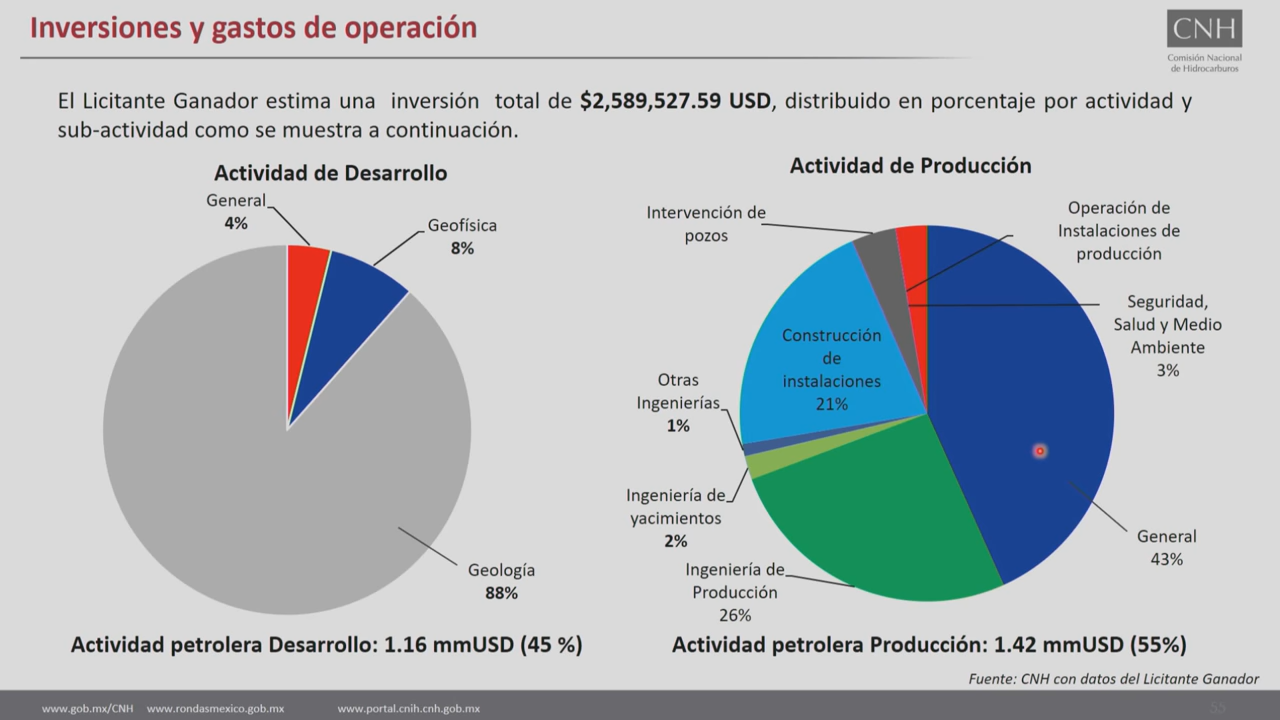 Inversiones y gastos de operación
CNH
Comisión Nacional
de Hidrocarburos
El Licitante Ganador estima una inversión total de $2,589,527.59 USD, distribuido en porcentaje por actividad y
sub-actividad como se muestra a continuación.
Actividad de Desarrollo
General
4%
Geofísica
8%
Geología
88%
Actividad petrolera Desarrollo: 1.16 mmUSD (45 %)
Actividad de Producción
Intervención de
pozos
Operación de
Instalaciones de
producción
Seguridad,
Salud y Medio
Ambiente
3%
Construcción
de
instalaciones
21%
Otras
Ingenierías
1%
Ingeniería de
yacimientos
2%
Ingeniería de
Producción
26%
General
43%
Actividad petrolera Producción: 1.42 mmUSD (55%)
Fuente: CNH con datos del Licitante Ganador
www.gob.mx/CNH www.rondasmexico.gob.mx www.portal.cnih.cnh.gob.mx
55